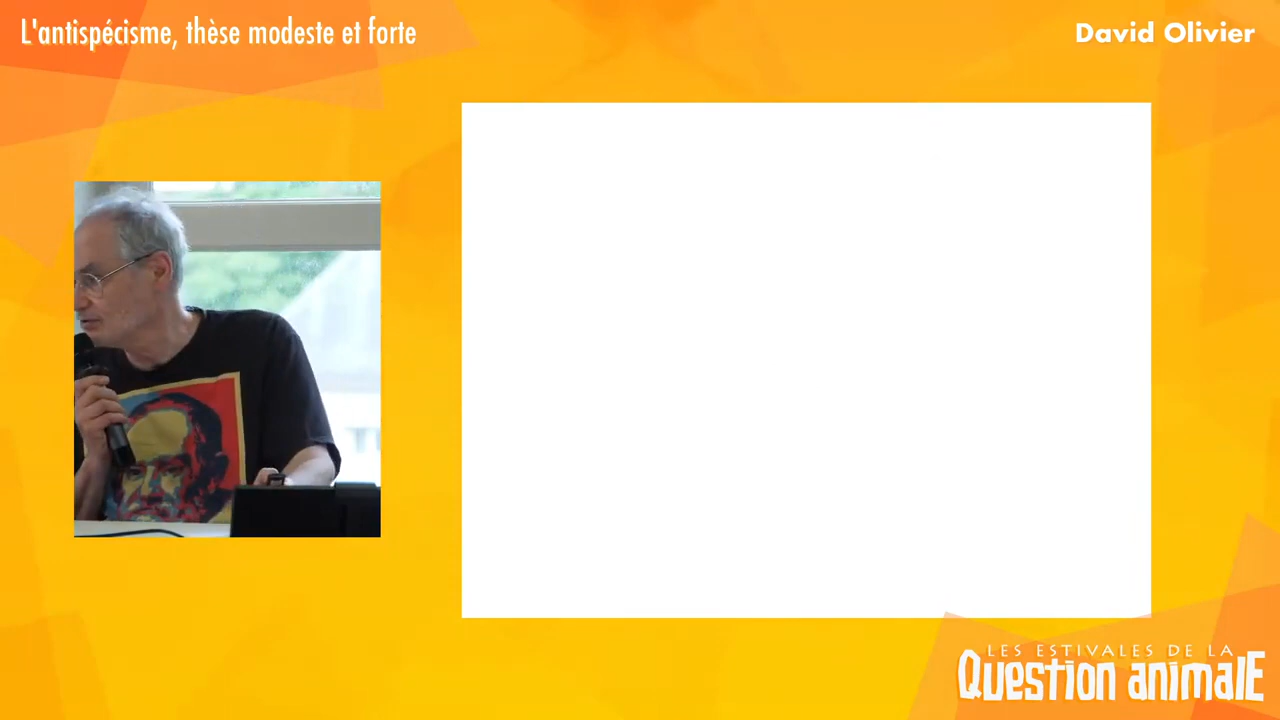 L'antispécisme, thèse modeste et forte
David Olivier
LES ESTIVALES DE LA
QUESTION ANIMALE